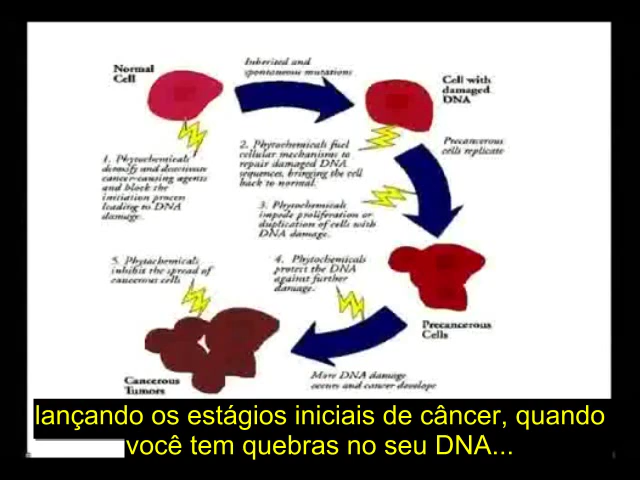 Normal
Cell
Inherited and
spontaneous mutations
Cell with
damaged
DNA
1. Phytochemicals
detoxify and deactivate
cancer-causing agents
and block the
initiation process
leading to DNA
damage.
2. Phytochemicals fuel
cellular mechanisms to
repair damaged DNA
sequences, bringing the cell
back to normal.
Precancerous
cells replicate
3. Phytochemicals
impede proliferation or
duplication of cells with
DNA damage.
5. Phytochemicals
inhibit the spread of
cancerous cells
4. Phytochemicals
protect the DNA
against further
damage.
Precancerous
Cells
More DNA damage
occurs and cancer develops
Cancerous
Tumors
lançando os estágios iniciais de câncer, quando
você tem quebras no seu DNA...